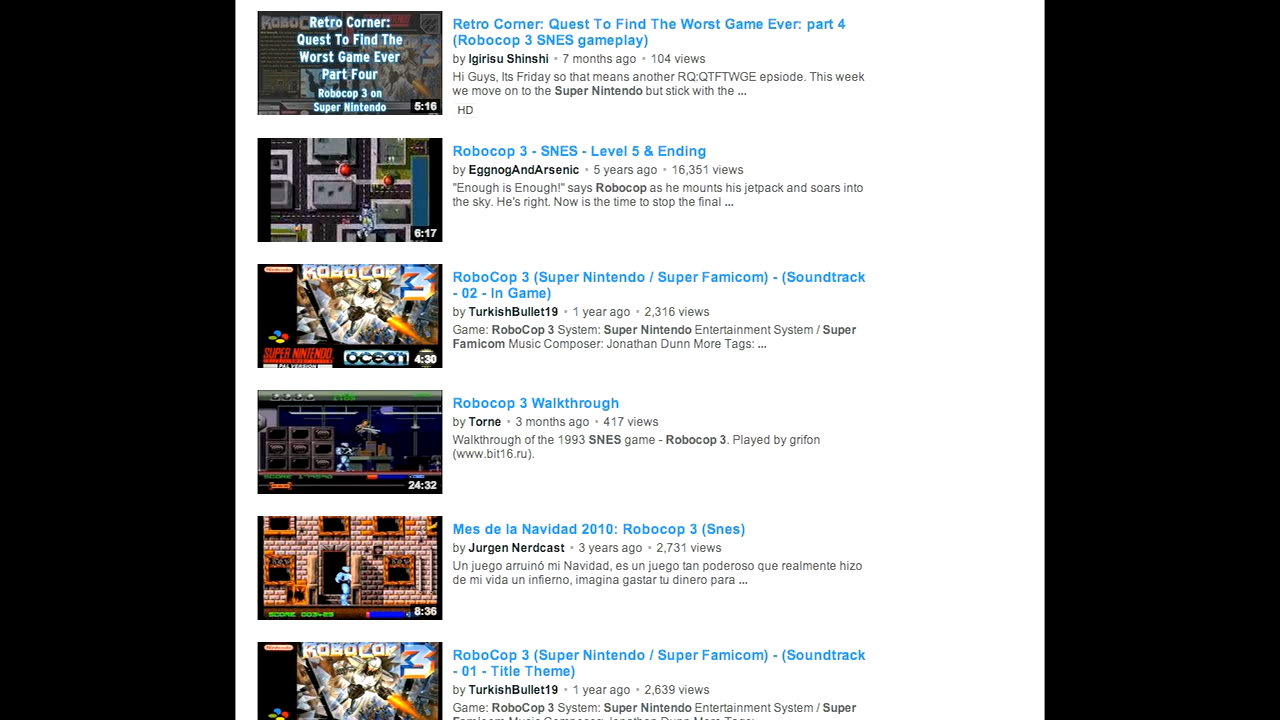 Retro Corner:
Quest To Find The
Worst Game Ever
Part Four
Robocop 3 on
Super Nintendo
5:16
Retro Corner: Quest To Find The Worst Game Ever: part 4
(Robocop 3 SNES gameplay)
by Igirisu Shinshi • 7 months ago • 104 views
Hi Guys, Its Friday so that means another RQ:QTFTWGE epsiode. This week
we move on to the Super Nintendo but stick with the ...
HD
6:17
Robocop 3 - SNES - Level 5 & Ending
by EggnogAndArsenic • 5 years ago • 16,351 views
"Enough is Enough!" says Robocop as he mounts his jetpack and soars into
the sky. He's right. Now is the time to stop the final ...
Nintendo
ROBOCOP 3
SUPER NINTENDO
PAL VERSION
ocean
4:30
RoboCop 3 (Super Nintendo / Super Famicom) - (Soundtrack
- 02 - In Game)
by TurkishBullet19 • 1 year ago • 2,316 views
Game: RoboCop 3 System: Super Nintendo Entertainment System / Super
Famicom Music Composer: Jonathan Dunn More Tags: ...
SCORE
24:32
Robocop 3 Walkthrough
by Torne • 3 months ago • 417 views
Walkthrough of the 1993 SNES game - Robocop 3. Played by grifon
(www.bit16.ru).
SCORE
8:36
Mes de la Navidad 2010: Robocop 3 (Snes)
by Jurgen Nerdcast • 3 years ago • 2,731 views
Un juego arruinó mi Navidad, es un juego tan poderoso que realmente hizo
de mi vida un infierno, imagina gastar tu dinero para ...
Nintendo
ROBOCOP 3
RoboCop 3 (Super Nintendo / Super Famicom) - (Soundtrack
- 01 - Title Theme)
by TurkishBullet19 • 1 year ago • 2,639 views
Game: RoboCop 3 System: Super Nintendo Entertainment System / Super